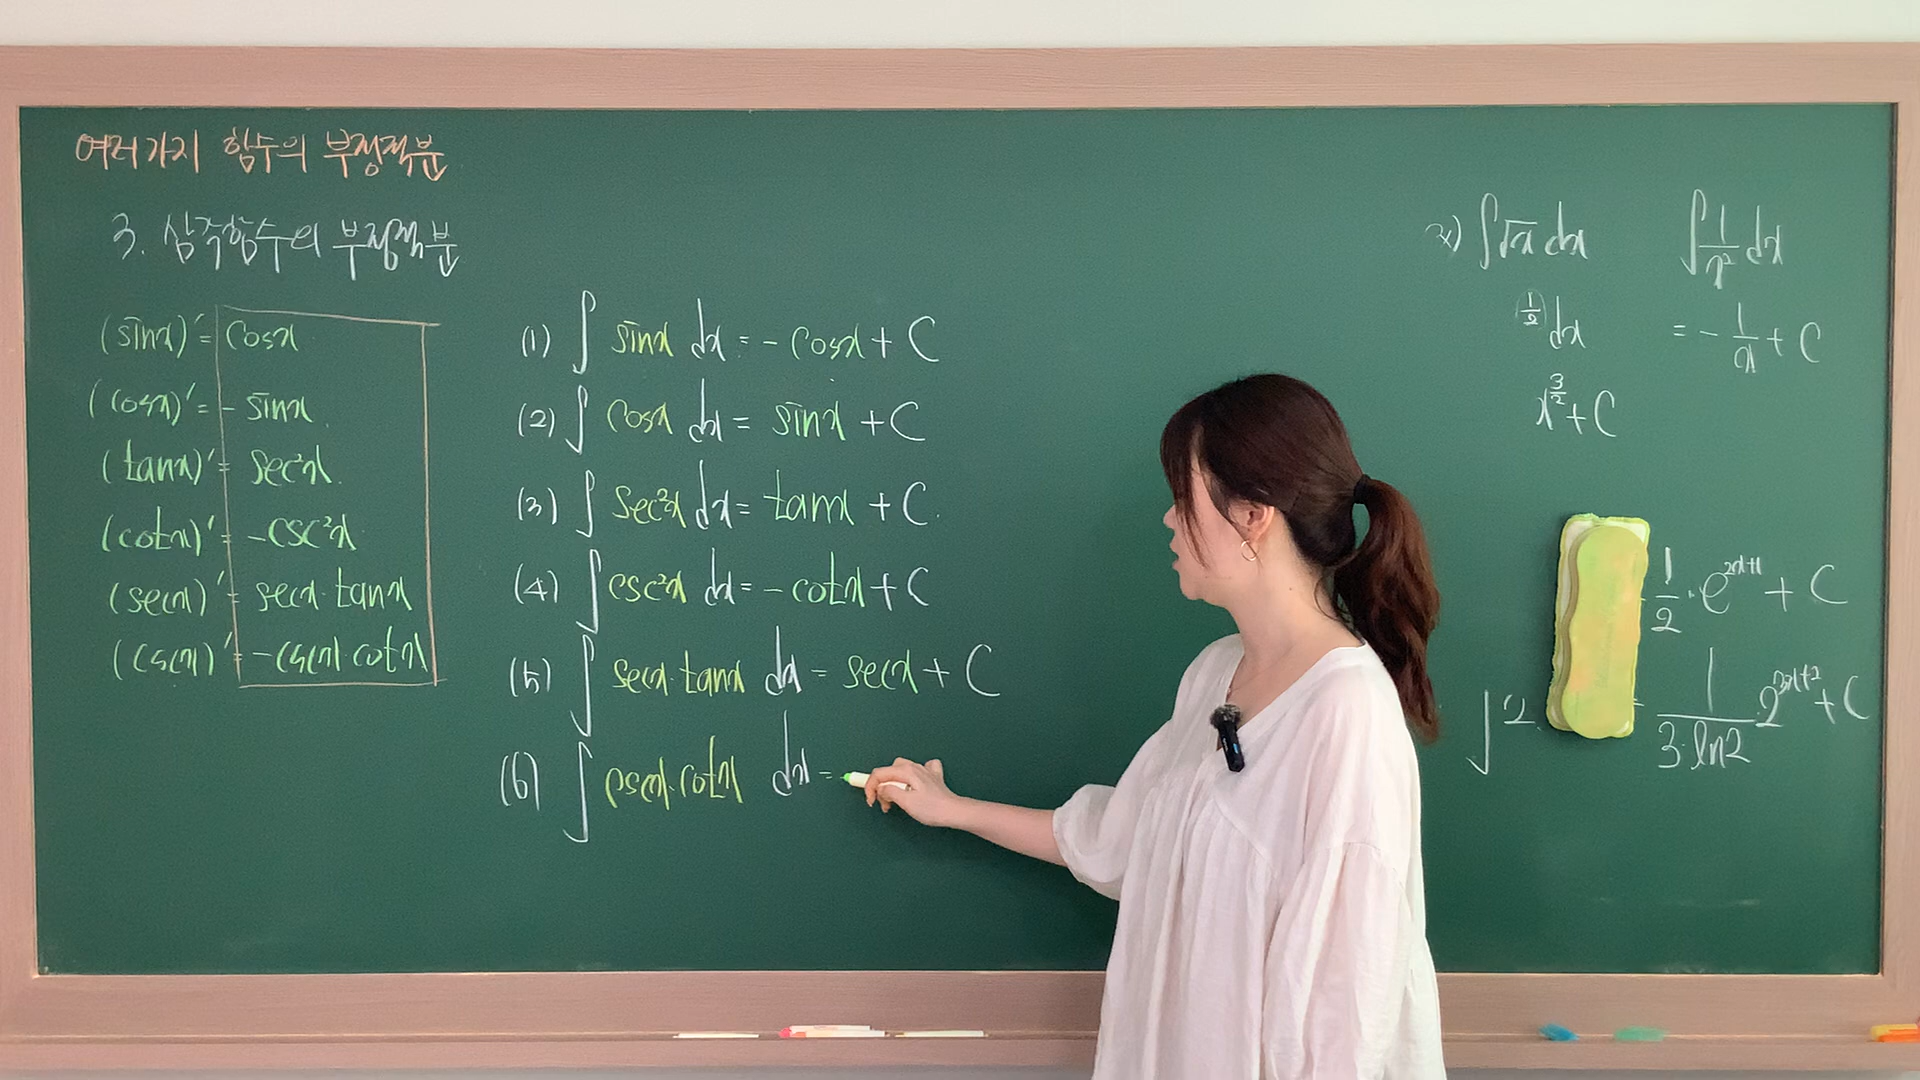 여러가지 함수의 부정적분
3. 삼각함수의 부정적분
(sinx)' = cosx
(cosx)' = - sinx
(tanx)' = sec²x
(cotx)' = -csc²x
(secx)' = secx·tanx
(cscx)' = -cscx cotx
(1) ∫ sinx dx = - cosx + C
(2) ∫ cosx dx = sinx + C
(3) ∫ sec²x dx = tanx + C
(4) ∫ csc²x dx = - cotx + C
(5) ∫ secx·tanx dx = secx + C
(6) ∫ cscx·cotx dx =
∫√x dx
1/2 dx
x^(3/2) + C
∫ 1/x² dx
= - 1/x + C
1/2 · e^(2x+1) + C
∫ 2
1/(3·ln2) 2^(3x+2) + C